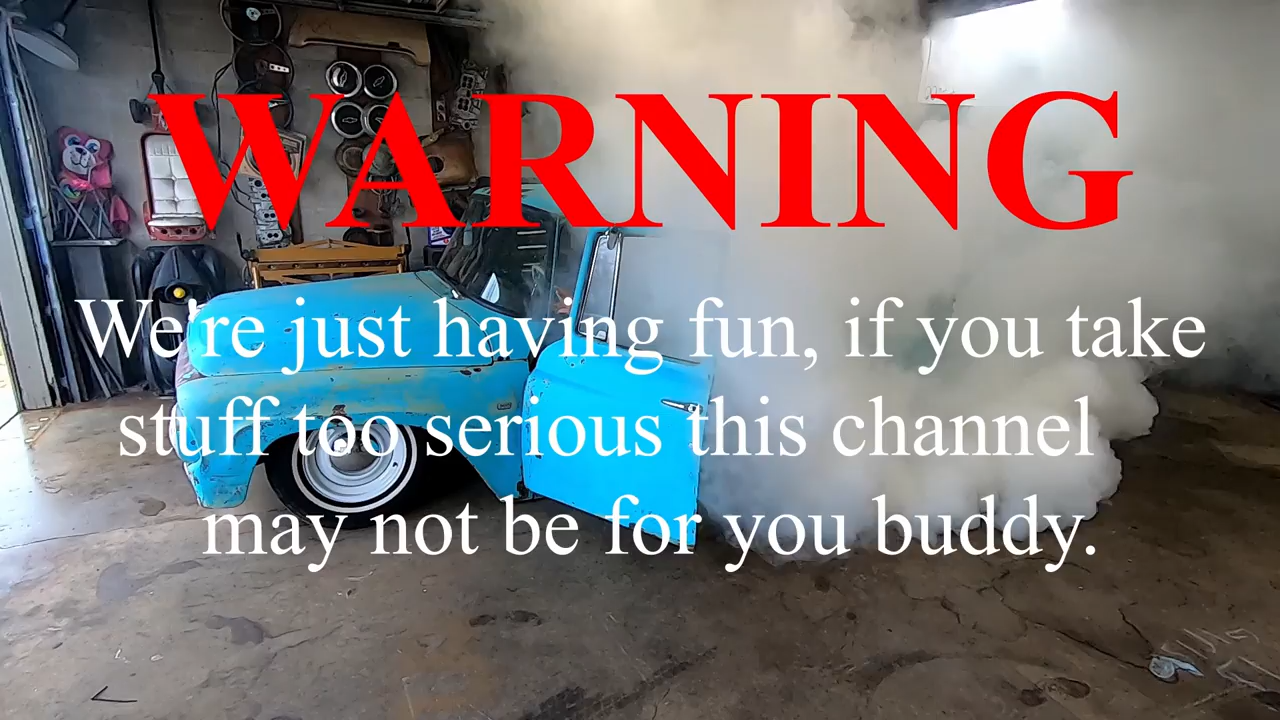 WARNING
We're just having fun, if you take
stuff too serious this channel
may not be for you buddy.